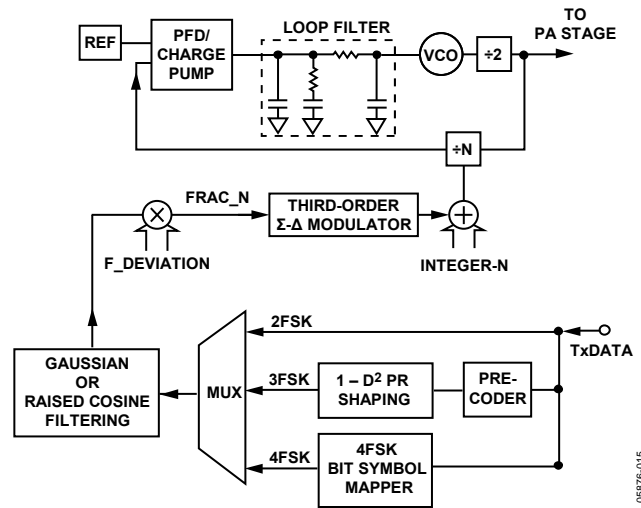 TO
PA STAGE
LOOP FILTER
REF
PFD/
CHARGE
PUMP
VCO
÷2
÷N
FRAC_N
THIRD-ORDER
Σ-Δ MODULATOR
F_DEVIATION
INTEGER-N
2FSK
TxDATA
GAUSSIAN
OR
RAISED COSINE
FILTERING
MUX
3FSK
1 – D² PR
SHAPING
PRE-
CODER
4FSK
4FSK
BIT SYMBOL
MAPPER
05876-015